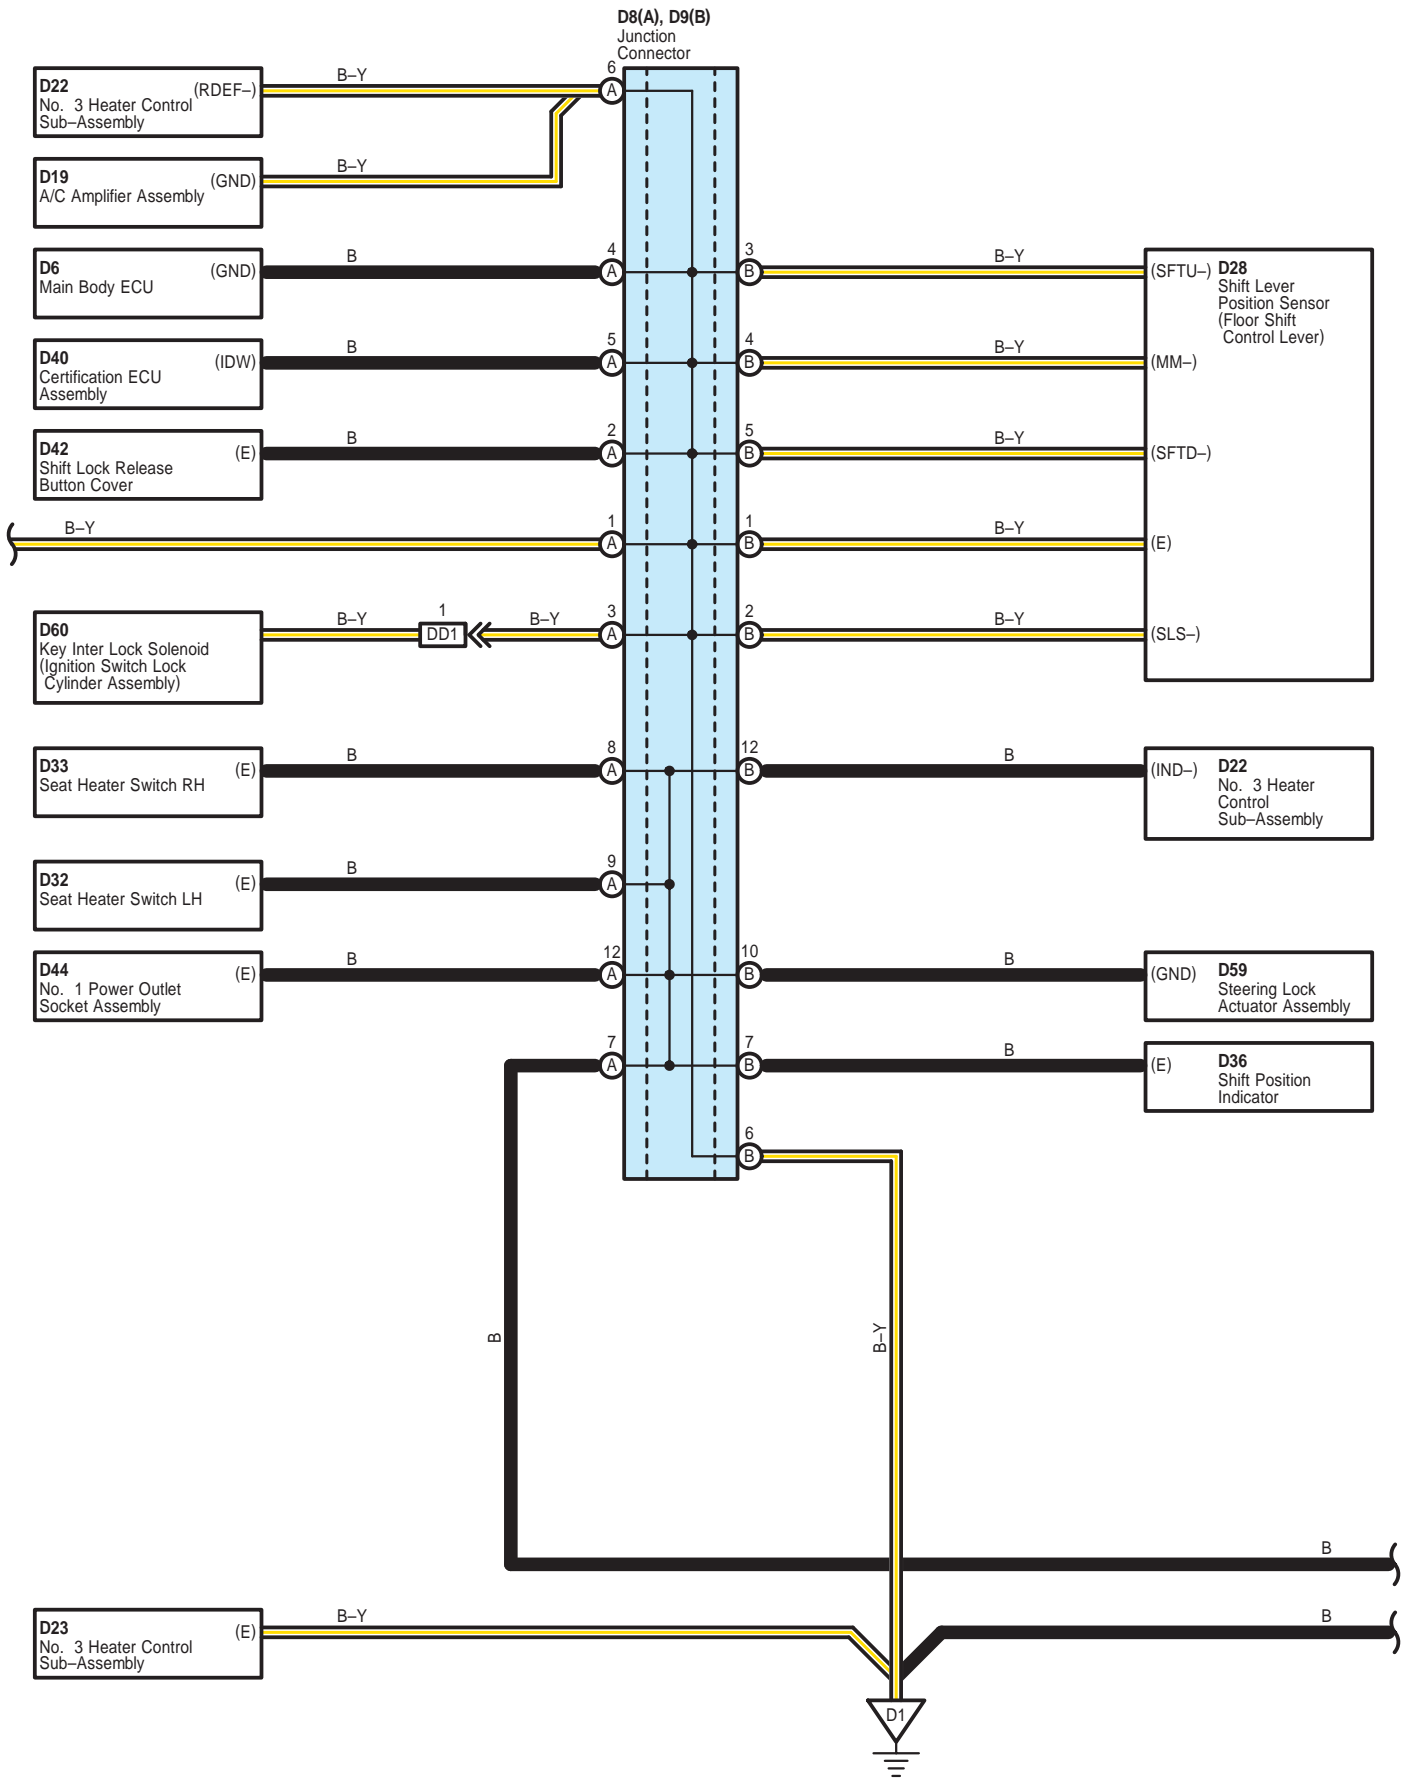 D8(A), D9(B)
Junction
Connector
D22
(RDEF–)
No. 3 Heater Control
Sub–Assembly
B–Y
6
A
D19
(GND)
A/C Amplifier Assembly
B–Y
D6
(GND)
Main Body ECU
B
4
A
3
B
B–Y
(SFTU–)
D28
Shift Lever
Position Sensor
(Floor Shift
Control Lever)
D40
(IDW)
Certification ECU
Assembly
B
5
A
4
B
B–Y
(MM–)
D42
(E)
Shift Lock Release
Button Cover
B
2
A
5
B
B–Y
(SFTD–)
B–Y
1
A
1
B
B–Y
(E)
D60
Key Inter Lock Solenoid
(Ignition Switch Lock
Cylinder Assembly)
B–Y
1
DD1
B–Y
3
A
2
B
B–Y
(SLS–)
D33
(E)
Seat Heater Switch RH
B
8
A
12
B
B
(IND–)
D22
No. 3 Heater
Control
Sub–Assembly
D32
(E)
Seat Heater Switch LH
B
9
A
D44
(E)
No. 1 Power Outlet
Socket Assembly
B
12
A
10
B
B
(GND)
D59
Steering Lock
Actuator Assembly
7
A
7
B
B
(E)
D36
Shift Position
Indicator
6
B
B
B–Y
B
D23
(E)
No. 3 Heater Control
Sub–Assembly
B–Y
B
D1